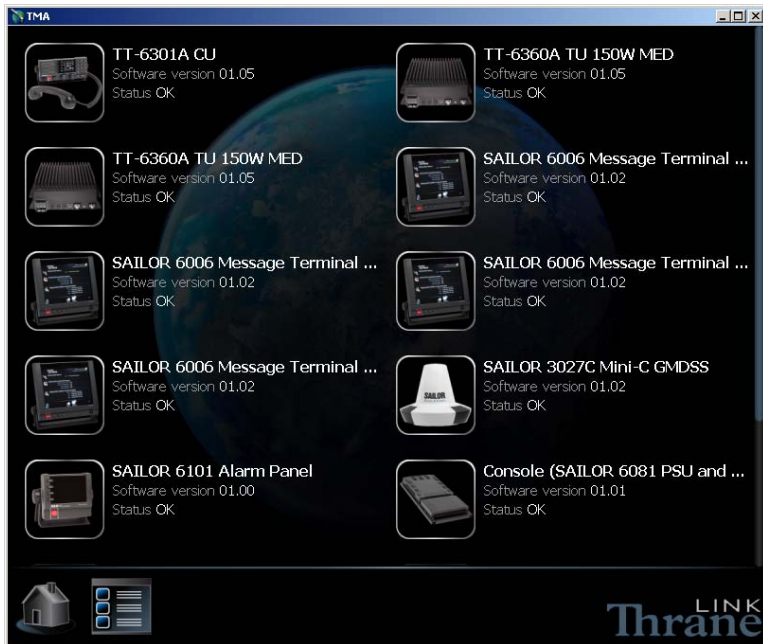 TMA
TT-6301A CU
Software version 01.05
Status OK
TT-6360A TU 150W MED
Software version 01.05
Status OK
TT-6360A TU 150W MED
Software version 01.05
Status OK
SAILOR 6006 Message Terminal ...
Software version 01.02
Status OK
SAILOR 6006 Message Terminal ...
Software version 01.02
Status OK
SAILOR 6006 Message Terminal ...
Software version 01.02
Status OK
SAILOR 6006 Message Terminal ...
Software version 01.02
Status OK
SAILOR
SAILOR 3027C Mini-C GMDSS
Software version 01.02
Status OK
SAILOR 6101 Alarm Panel
Software version 01.00
Status OK
Console (SAILOR 6081 PSU and ...
Software version 01.01
Status OK
LINK
Thrane